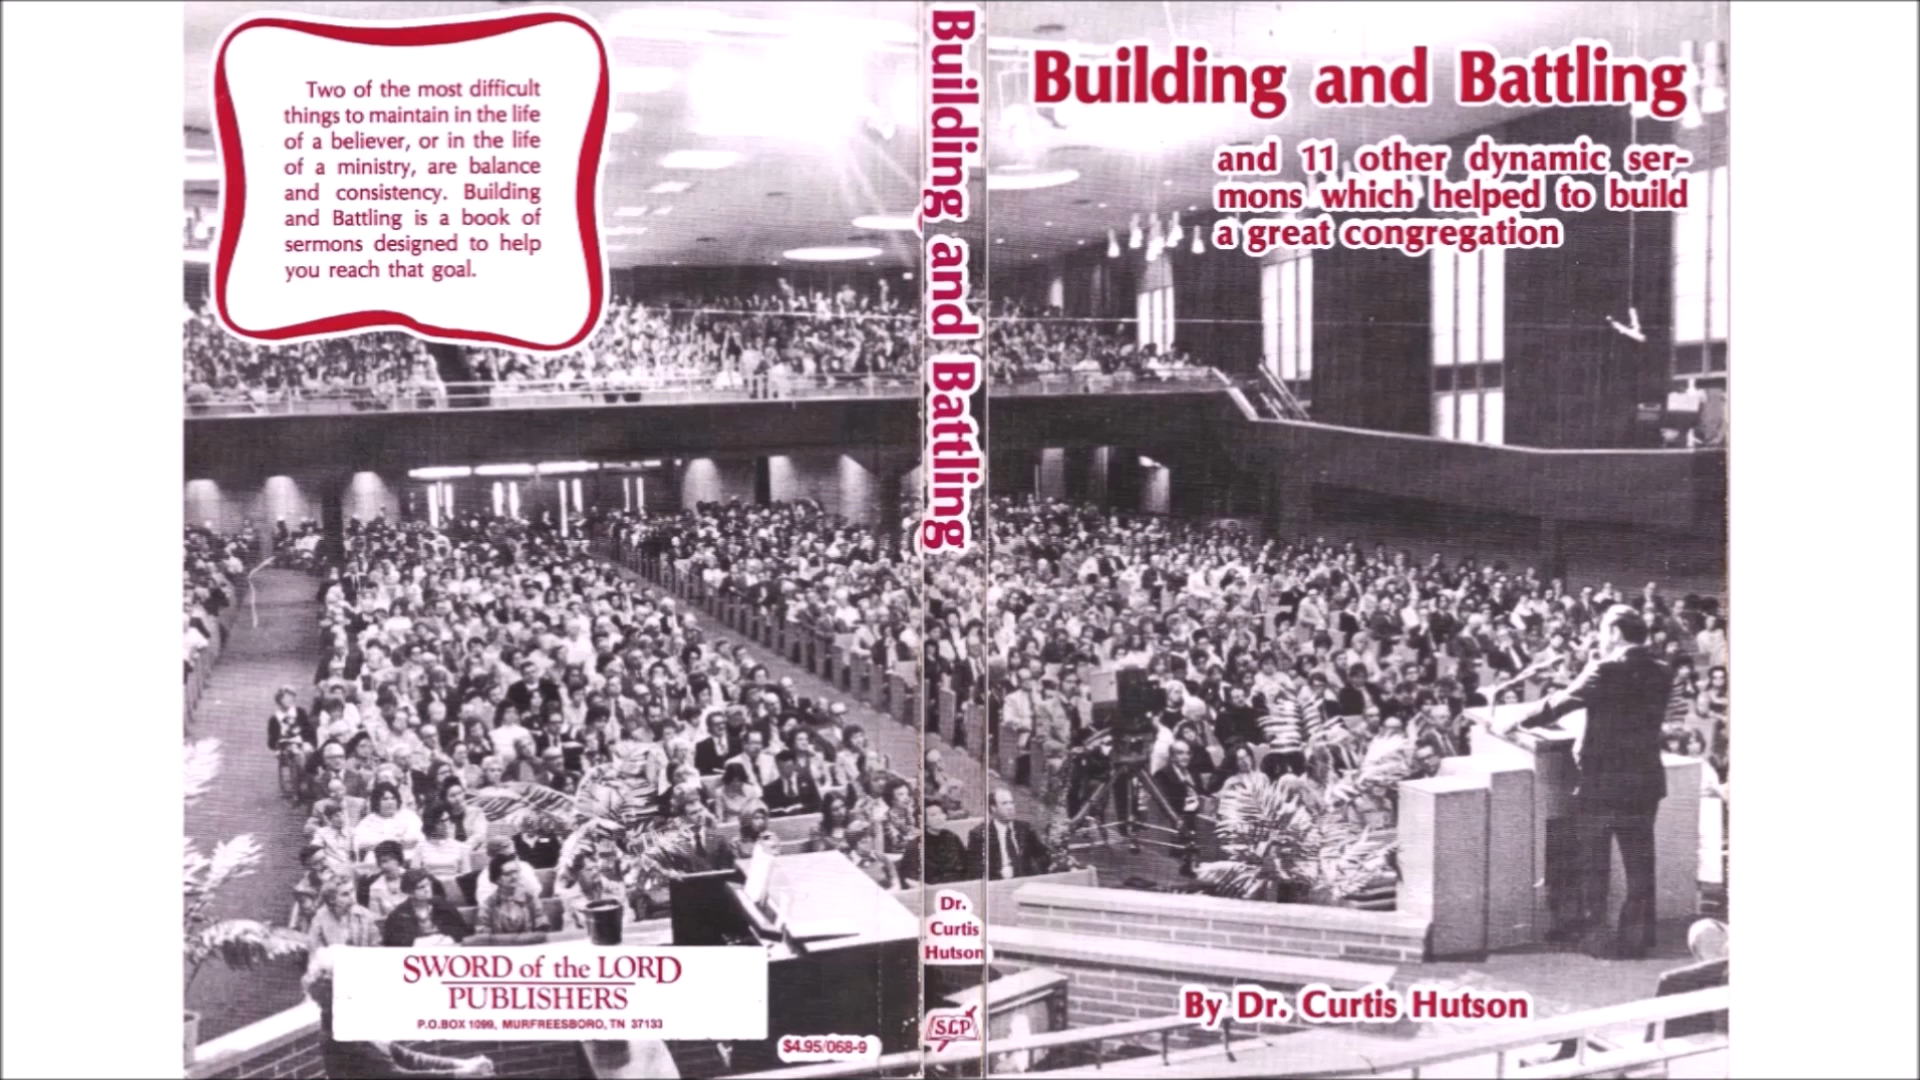 Two of the most difficult
things to maintain in the life
of a believer, or in the life
of a ministry, are balance
and consistency. Building
and Battling is a book of
sermons designed to help
you reach that goal.
SWORD of the LORD
PUBLISHERS
P.O.BOX 1099, MURFREESBORO, TN 37133
$4.95/068-9
Building and Battling
Dr.
Curtis
Hutson
SLP
Building and Battling
and 11 other dynamic ser-
mons which helped to build
a great congregation
By Dr. Curtis Hutson